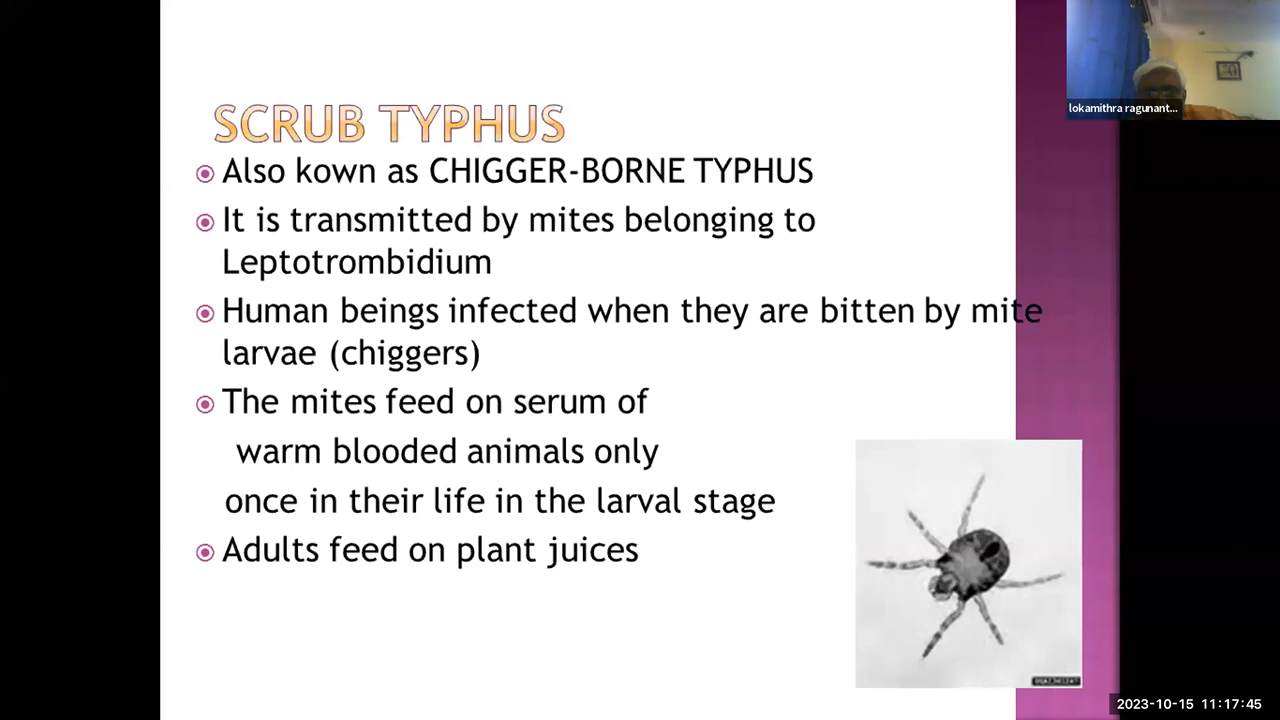 lokamithra ragunant...
SCRUB TYPHUS
Also kown as CHIGGER-BORNE TYPHUS
It is transmitted by mites belonging to
Leptotrombidium
Human beings infected when they are bitten by mite
larvae (chiggers)
The mites feed on serum of
warm blooded animals only
once in their life in the larval stage
Adults feed on plant juices
2023-10-15 11:17:45